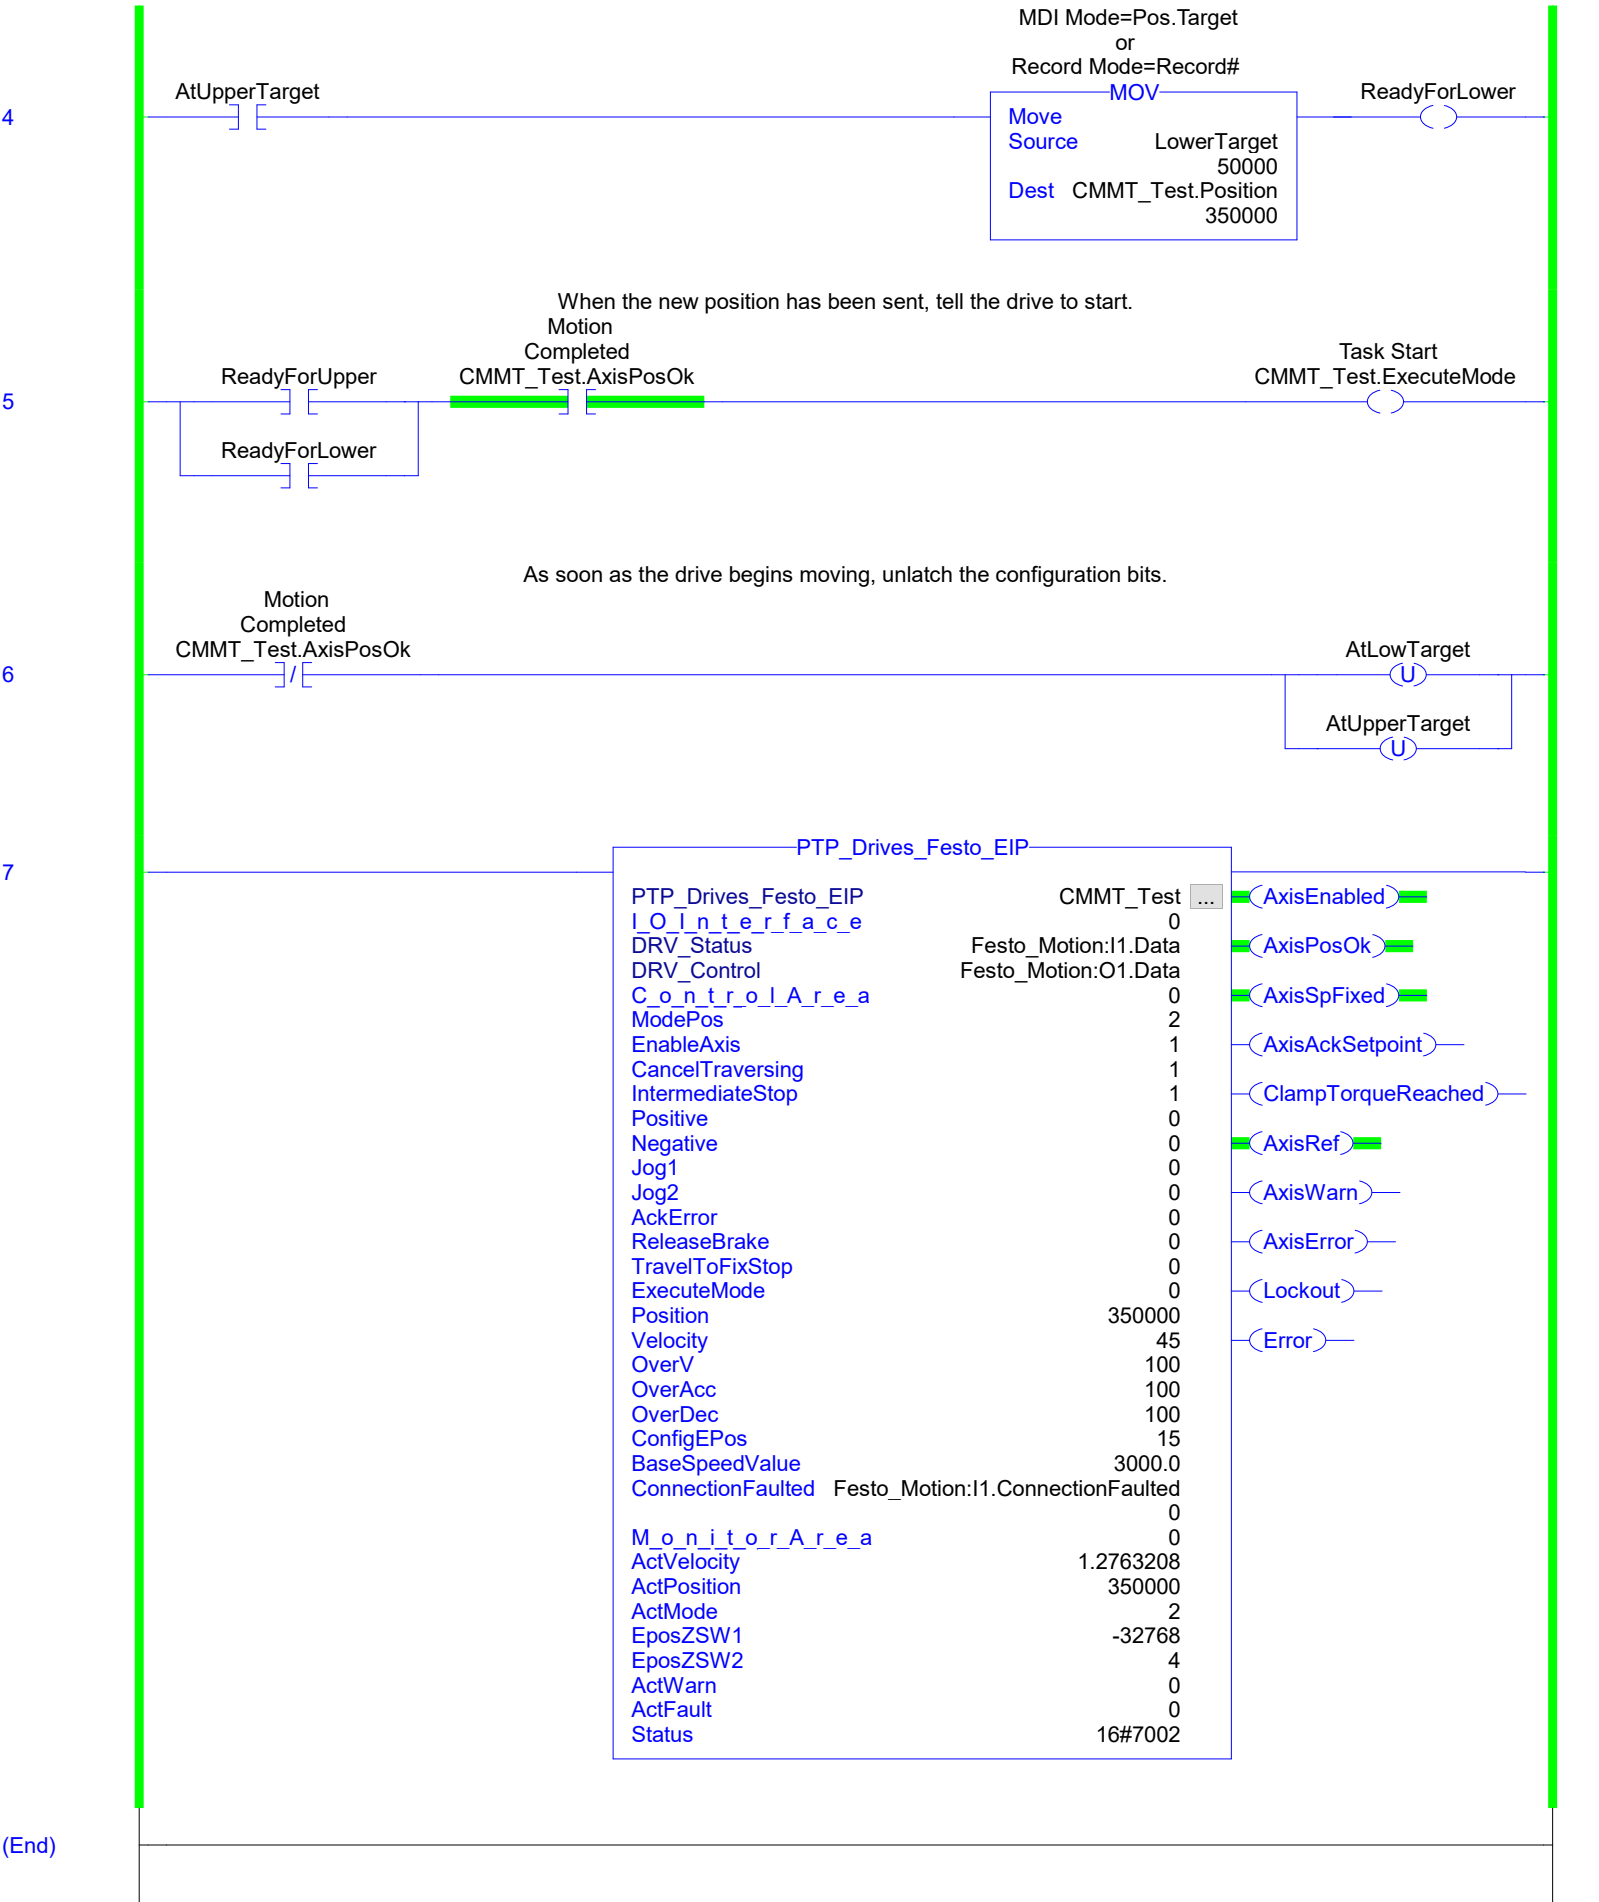 MDI Mode=Pos.Target
or
Record Mode=Record#
4
AtUpperTarget
MOV
Move
Source LowerTarget
50000
Dest CMMT_Test.Position
350000
ReadyForLower
When the new position has been sent, tell the drive to start.
5
ReadyForUpper
Motion
Completed
CMMT_Test.AxisPosOk
Task Start
CMMT_Test.ExecuteMode
ReadyForLower
As soon as the drive begins moving, unlatch the configuration bits.
6
Motion
Completed
CMMT_Test.AxisPosOk
/
AtLowTarget
U
AtUpperTarget
U
7
PTP_Drives_Festo_EIP
PTP_Drives_Festo_EIP CMMT_Test ...
I_O_I_n_t_e_r_f_a_c_e 0
DRV_Status Festo_Motion:I1.Data
DRV_Control Festo_Motion:O1.Data
C_o_n_t_r_o_l_A_r_e_a 0
ModePos 2
EnableAxis 1
CancelTraversing 1
IntermediateStop 1
Positive 0
Negative 0
Jog1 0
Jog2 0
AckError 0
ReleaseBrake 0
TravelToFixStop 0
ExecuteMode 0
Position 350000
Velocity 45
OverV 100
OverAcc 100
OverDec 100
ConfigEPos 15
BaseSpeedValue 3000.0
ConnectionFaulted Festo_Motion:I1.ConnectionFaulted
0
M_o_n_i_t_o_r_A_r_e_a 0
ActVelocity 1.2763208
ActPosition 350000
ActMode 2
EposZSW1 -32768
EposZSW2 4
ActWarn 0
ActFault 0
Status 16#7002
AxisEnabled
AxisPosOk
AxisSpFixed
AxisAckSetpoint
ClampTorqueReached
AxisRef
AxisWarn
AxisError
Lockout
Error
(End)